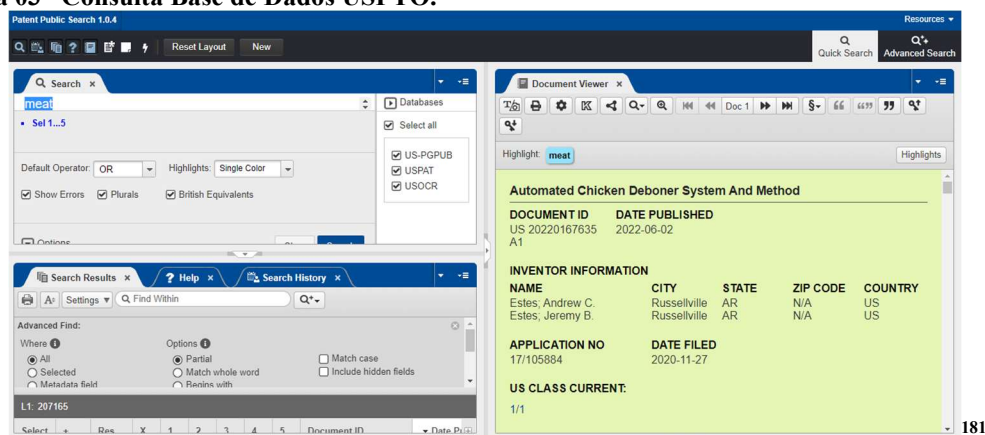 Consulta Base de Dados USPTO.
Patent Public Search 1.0.4
Resources
Reset Layout New
Quick Search Advanced Search
Search
meat
Sel 1...5
Default Operator: OR Highlights: Single Color
Show Errors Plurals British Equivalents
Options
Databases
Select all
US-PGPUB
USPAT
USOCR
Search Results Help Search History
Settings Find Within
Advanced Find:
Where Options
All Partial Match case
Selected Match whole word Include hidden fields
Metadata field Begins with
L1: 207165
Select + Res. X 1 2 3 4 5 Document ID
Document Viewer
Doc 1
Highlight: meat Highlights
Automated Chicken Deboner System And Method
DOCUMENT ID DATE PUBLISHED
US 20220167635 2022-06-02
A1
INVENTOR INFORMATION
NAME CITY STATE ZIP CODE COUNTRY
Estes; Andrew C. Russellville AR N/A US
Estes; Jeremy B. Russellville AR N/A US
APPLICATION NO DATE FILED
17/105884 2020-11-27
US CLASS CURRENT:
1/1
181